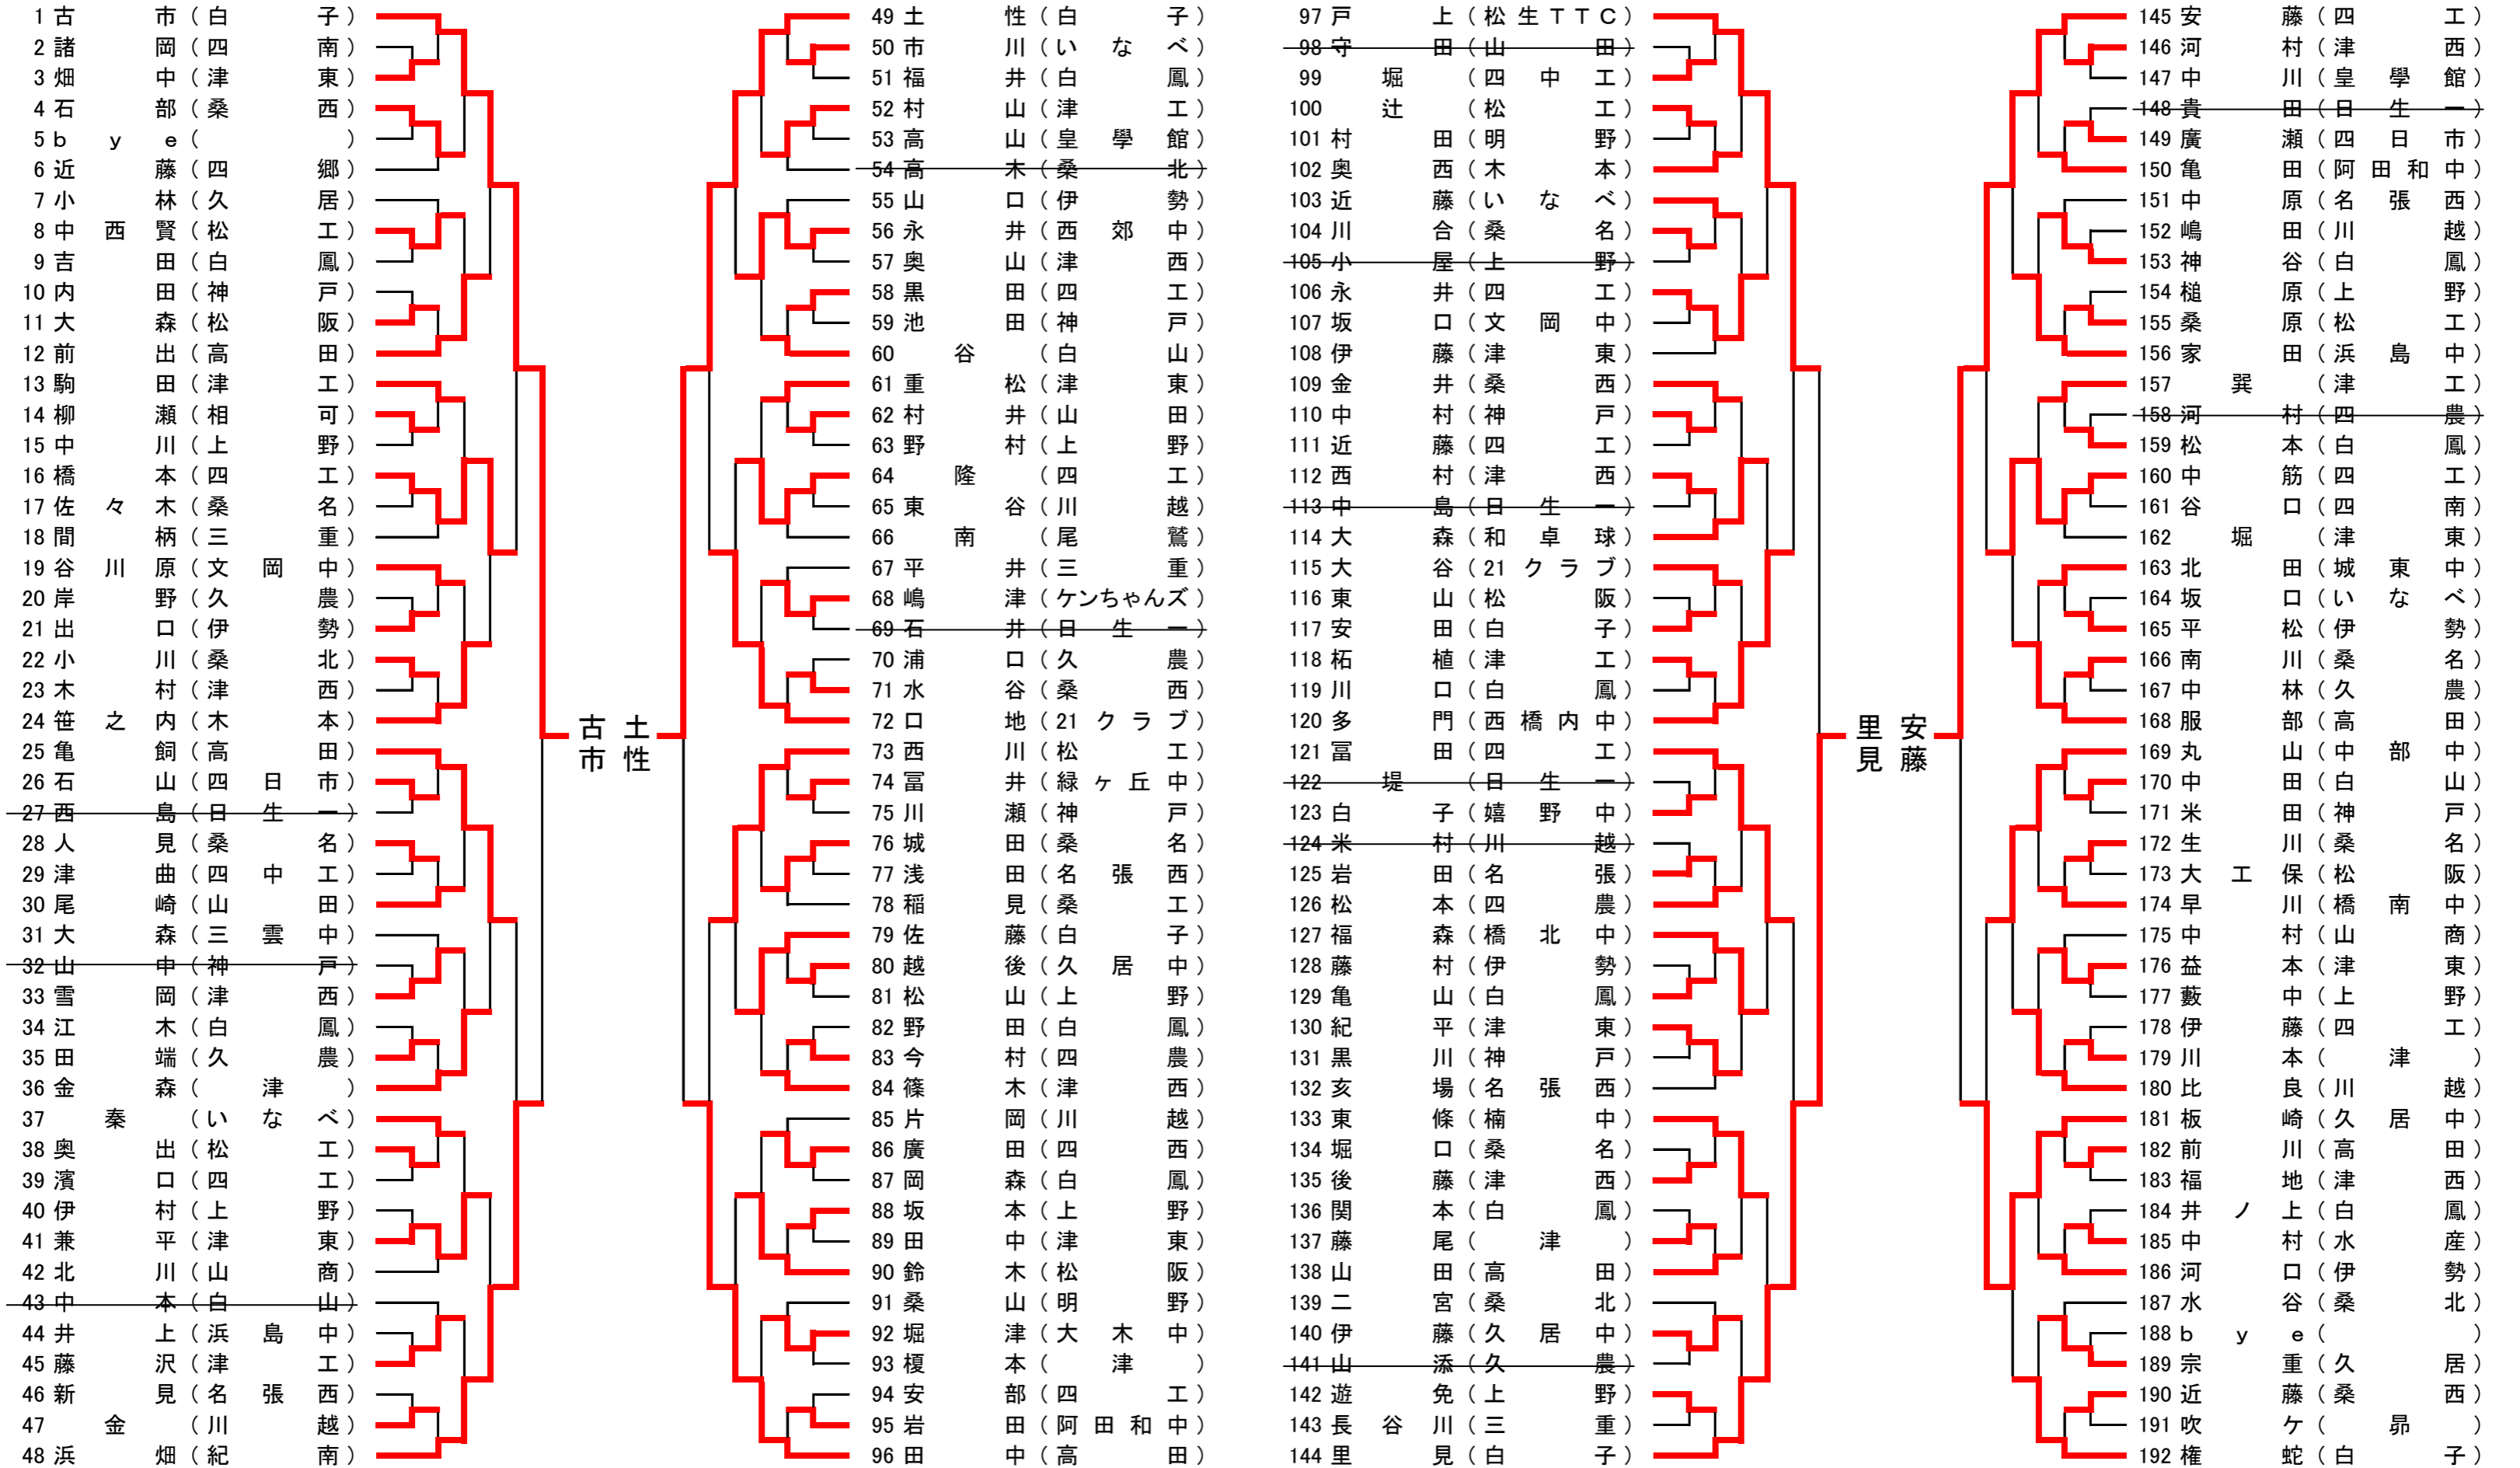 1 古市（白子）
2 諸岡（四南）
3 畑中（津東）
4 石部（桑西）
5 bye（　）
6 近藤（四郷）
7 小林（久居）
8 中西賢（松工）
9 吉田（白鳳）
10 内田（神戸）
11 大森（松阪）
12 前出（高田）
13 駒田（津工）
14 柳瀬（相可）
15 中川（上野）
16 橋本（四工）
17 佐々木（桑名）
18 間柄（三重）
19 谷川原（文岡中）
20 岸野（久農）
21 出口（伊勢）
22 小川（桑北）
23 木村（津西）
24 笹之内（木本）
25 亀飼（高田）
26 石山（四日市）
27 西島（日生一）
28 人見（桑名）
29 津曲（四中工）
30 尾崎（山田）
31 大森（三雲中）
32 山中（神戸）
33 雪岡（津西）
34 江木（白鳳）
35 田端（久農）
36 金森（津）
37 秦（いなべ）
38 奥出（松工）
39 濱口（四工）
40 伊村（上野）
41 兼平（津東）
42 北川（山商）
43 中本（白山）
44 井上（浜島中）
45 藤沢（津工）
46 新見（名張西）
47 金（川越）
48 浜畑（紀南）
古市
土性
49 土性（白子）
50 市川（いなべ）
51 福井（白鳳）
52 村山（津工）
53 高山（皇學館）
54 高木（桑北）
55 山口（伊勢）
56 永井（西郊中）
57 奥山（津西）
58 黒田（四工）
59 池田（神戸）
60 谷（白山）
61 重松（津東）
62 村井（山田）
63 野村（上野）
64 隆（四工）
65 東谷（川越）
66 南（尾鷲）
67 平井（三重）
68 嶋津（ケンちゃんズ）
69 石井（日生一）
70 浦口（久農）
71 水谷（桑西）
72 口地（21クラブ）
73 西川（松工）
74 冨井（緑ヶ丘中）
75 川瀬（神戸）
76 城田（桑名）
77 浅田（名張西）
78 稲見（桑工）
79 佐藤（白子）
80 越後（久居中）
81 松山（上野）
82 野田（白鳳）
83 今村（四農）
84 篠木（津西）
85 片岡（川越）
86 廣田（四西）
87 岡森（白鳳）
88 坂本（上野）
89 田中（津東）
90 鈴木（松阪）
91 桑山（明野）
92 堀津（大木中）
93 榎本（津）
94 安部（四工）
95 岩田（阿田和中）
96 田中（高田）
97 戸上（松生TTC）
98 守田（山田）
99 堀（四中工）
100 辻（松工）
101 村田（明野）
102 奥西（木本）
103 近藤（いなべ）
104 川合（桑名）
105 小屋（上野）
106 永井（四工）
107 坂口（文岡中）
108 伊藤（津東）
109 金井（桑西）
110 中村（神戸）
111 近藤（四工）
112 西村（津西）
113 中島（日生一）
114 大森（和卓球）
115 大谷（21クラブ）
116 東山（松阪）
117 安田（白子）
118 柘植（津工）
119 川口（白鳳）
120 多門（西橋内中）
121 冨田（四工）
122 堤（日生一）
123 白子（嬉野中）
124 米村（川越）
125 岩田（名張）
126 松本（四農）
127 福森（橋北中）
128 藤村（伊勢）
129 亀山（白鳳）
130 紀平（津東）
131 黒川（神戸）
132 亥場（名張西）
133 東條（楠中）
134 堀口（桑名）
135 後藤（津西）
136 関本（白鳳）
137 藤尾（津）
138 山田（高田）
139 二宮（桑北）
140 伊藤（久居中）
141 山添（久農）
142 遊免（上野）
143 長谷川（三重）
144 里見（白子）
里見
安藤
145 安藤（四工）
146 河村（津西）
147 中川（皇學館）
148 貴田（日生一）
149 廣瀬（四日市）
150 亀田（阿田和中）
151 中原（名張西）
152 嶋田（川越）
153 神谷（白鳳）
154 槌原（上野）
155 桑原（松工）
156 家田（浜島中）
157 巽（津工）
158 河村（四農）
159 松本（白鳳）
160 中筋（四工）
161 谷口（四南）
162 堀（津東）
163 北田（城東中）
164 坂口（いなべ）
165 平松（伊勢）
166 南川（桑名）
167 中林（久農）
168 服部（高田）
169 丸山（中部中）
170 中田（白山）
171 米田（神戸）
172 生川（桑名）
173 大工保（松阪）
174 早川（橋南中）
175 中村（山商）
176 益本（津東）
177 藪中（上野）
178 伊藤（四工）
179 川本（津）
180 比良（川越）
181 板崎（久居中）
182 前川（高田）
183 福地（津西）
184 井ノ上（白鳳）
185 中村（水産）
186 河口（伊勢）
187 水谷（桑北）
188 bye（　）
189 宗重（久居）
190 近藤（桑西）
191 吹ケ（昴）
192 権蛇（白子）